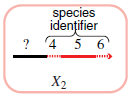 species
identifier
? 4 5 6
X₂